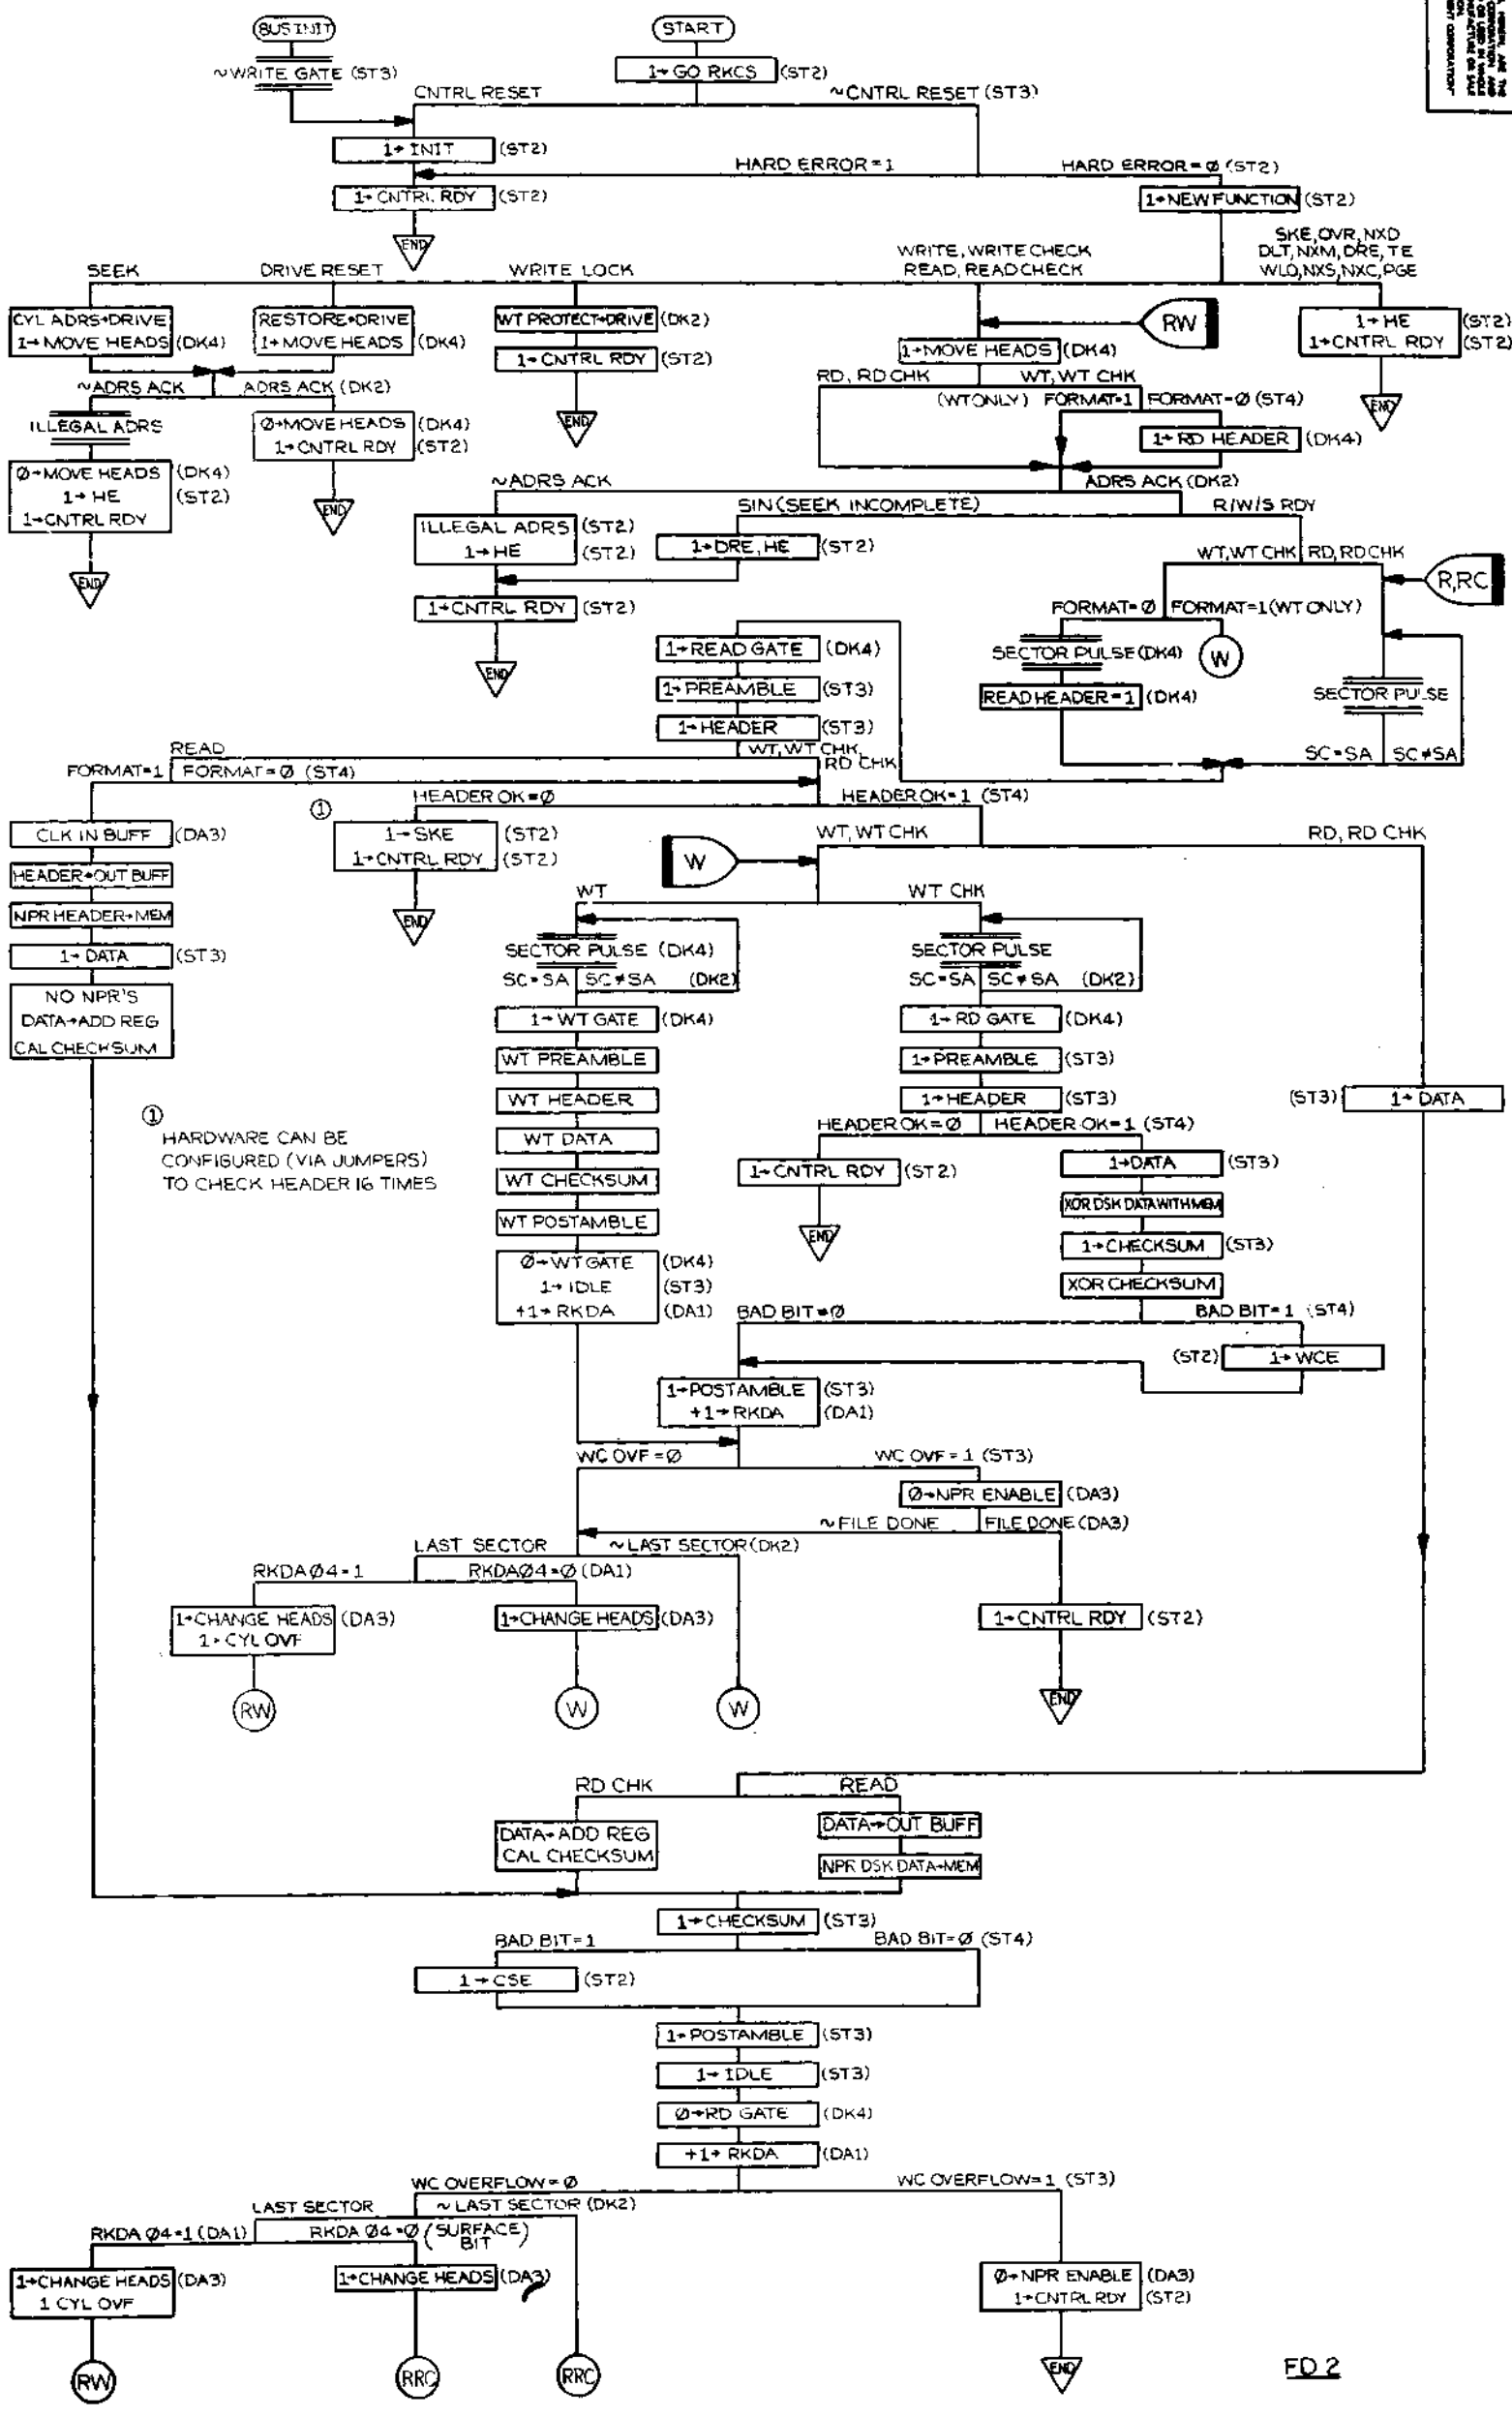 BUS INIT
START
~WRITE GATE (ST3)
1→GO RKCS (ST2)
CNTRL RESET
~CNTRL RESET (ST3)
1→INIT (ST2)
HARD ERROR=1
HARD ERROR=Ø (ST2)
1→CNTRL RDY (ST2)
1→NEW FUNCTION (ST2)
END
SKE,OVR,NXD
DLT,NXM,DRE,TE
WLO,NXS,NXC,PGE
WRITE, WRITE CHECK
READ, READCHECK
SEEK
DRIVE RESET
WRITE LOCK
CYL ADRS→DRIVE
1→MOVE HEADS (DK4)
RESTORE→DRIVE
1→MOVE HEADS (DK4)
WT PROTECT→DRIVE (DK2)
1→CNTRL RDY (ST2)
END
RW
1→MOVE HEADS (DK4)
1→HE (ST2)
1→CNTRL RDY (ST2)
END
~ADRS ACK
ADRS ACK (DK2)
ILLEGAL ADRS
Ø→MOVE HEADS (DK4)
1→HE (ST2)
1→CNTRL RDY
END
Ø→MOVE HEADS (DK4)
1→CNTRL RDY (ST2)
END
RD, RD CHK
WT, WT CHK
(WT ONLY) FORMAT=1
FORMAT=Ø (ST4)
1→RD HEADER (DK4)
~ADRS ACK
ADRS ACK (DK2)
SIN (SEEK INCOMPLETE)
R/W/S RDY
ILLEGAL ADRS (ST2)
1→HE (ST2)
1→DRE, HE (ST2)
1→CNTRL RDY (ST2)
END
WT,WT CHK
RD, RD CHK
R,RC
FORMAT=Ø
FORMAT=1 (WT ONLY)
SECTOR PULSE (DK4)
W
READ HEADER=1 (DK4)
SECTOR PULSE
SC=SA
SC≠SA
1→READ GATE (DK4)
1→PREAMBLE (ST3)
1→HEADER (ST3)
READ
WT, WT CHK,
RD CHK
FORMAT=1
FORMAT=Ø (ST4)
HEADER OK=Ø
HEADER OK=1 (ST4)
①
CLK IN BUFF (DA3)
HEADER→OUT BUFF
NPR HEADER→MEM
1→DATA (ST3)
NO NPR'S
DATA→ADD REG
CAL CHECKSUM
1→SKE (ST2)
1→CNTRL RDY (ST2)
END
W
WT, WT CHK
RD, RD CHK
WT
WT CHK
SECTOR PULSE (DK4)
SC=SA
SC≠SA (DK2)
SECTOR PULSE
SC=SA
SC≠SA (DK2)
1→WT GATE (DK4)
WT PREAMBLE
WT HEADER
WT DATA
WT CHECKSUM
WT POSTAMBLE
Ø→WT GATE (DK4)
1→IDLE (ST3)
+1→RKDA (DA1)
1→RD GATE (DK4)
1→PREAMBLE (ST3)
1→HEADER (ST3)
HEADER OK=Ø
HEADER OK=1 (ST4)
1→CNTRL RDY (ST2)
END
1→DATA (ST3)
XOR DSK DATA WITH MEM
1→CHECKSUM (ST3)
XOR CHECKSUM
(ST3) 1→DATA
①
HARDWARE CAN BE
CONFIGURED (VIA JUMPERS)
TO CHECK HEADER 16 TIMES
BAD BIT=Ø
BAD BIT=1 (ST4)
(ST2) 1→WCE
1→POSTAMBLE (ST3)
+1→RKDA (DA1)
WC OVF=Ø
WC OVF=1 (ST3)
Ø→NPR ENABLE (DA3)
~FILE DONE
FILE DONE (DA3)
LAST SECTOR
~LAST SECTOR (DK2)
RKDAØ4=1
RKDAØ4=Ø (DA1)
1→CHANGE HEADS (DA3)
1→CYL OVF
1→CHANGE HEADS (DA3)
1→CNTRL RDY (ST2)
RW
W
W
END
RD CHK
READ
DATA→ADD REG
CAL CHECKSUM
DATA→OUT BUFF
NPR DSK DATA→MEM
1→CHECKSUM (ST3)
BAD BIT=1
BAD BIT=Ø (ST4)
1→CSE (ST2)
1→POSTAMBLE (ST3)
1→IDLE (ST3)
Ø→RD GATE (DK4)
+1→RKDA (DA1)
WC OVERFLOW=Ø
WC OVERFLOW=1 (ST3)
LAST SECTOR
~LAST SECTOR (DK2)
RKDA Ø4=1 (DA1)
RKDA Ø4=Ø (SURFACE BIT)
1→CHANGE HEADS (DA3)
1 CYL OVF
1→CHANGE HEADS (DA3)
Ø→NPR ENABLE (DA3)
1→CNTRL RDY (ST2)
RW
RRC
RRC
END
FD 2